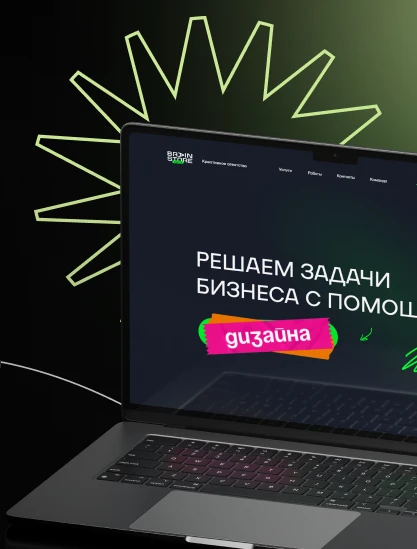 BRAIN
STORE
Креативное агентство
Услуги
Работы
Контакты
Команда
РЕШАЕМ ЗАДАЧИ
БИЗНЕСА С ПОМОЩ
дизайна